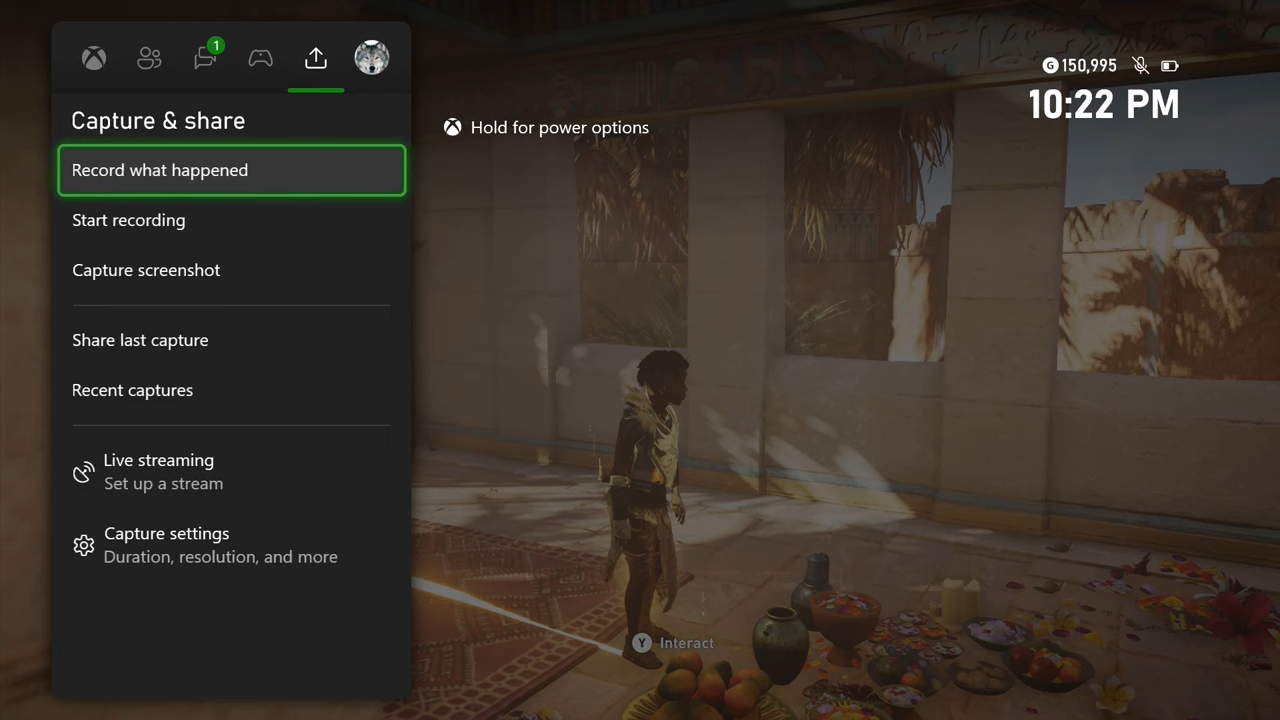 1
Capture & share
Record what happened
Start recording
Capture screenshot
Share last capture
Recent captures
Live streaming
Set up a stream
Capture settings
Duration, resolution, and more
Hold for power options
G 150,995
10:22 PM
Y Interact